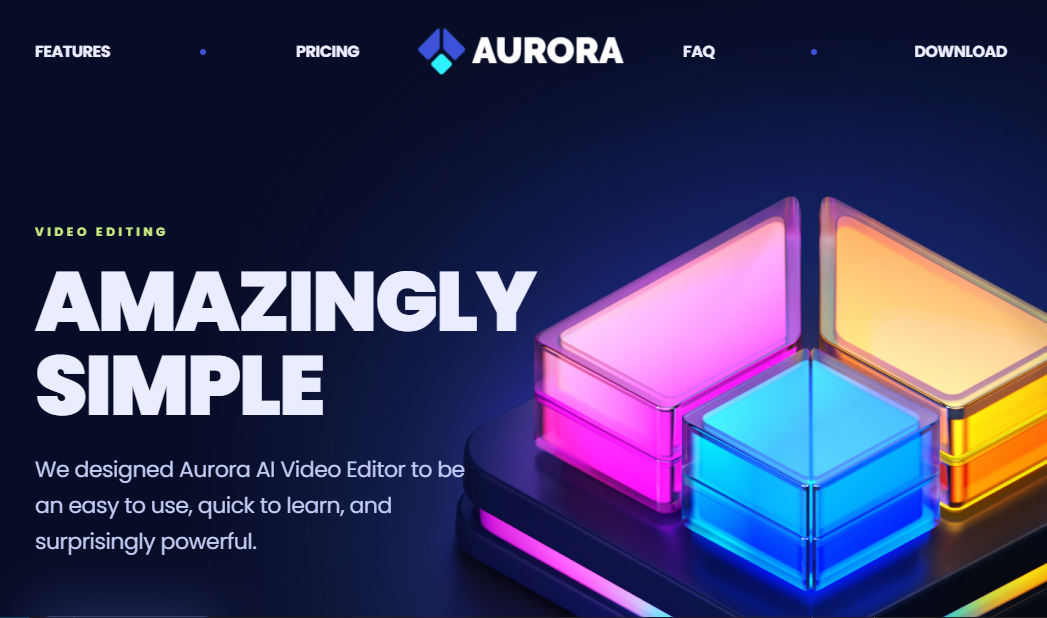 FEATURES
PRICING
AURORA
FAQ
DOWNLOAD
VIDEO EDITING
AMAZINGLY
SIMPLE
We designed Aurora AI Video Editor to be
an easy to use, quick to learn, and
surprisingly powerful.